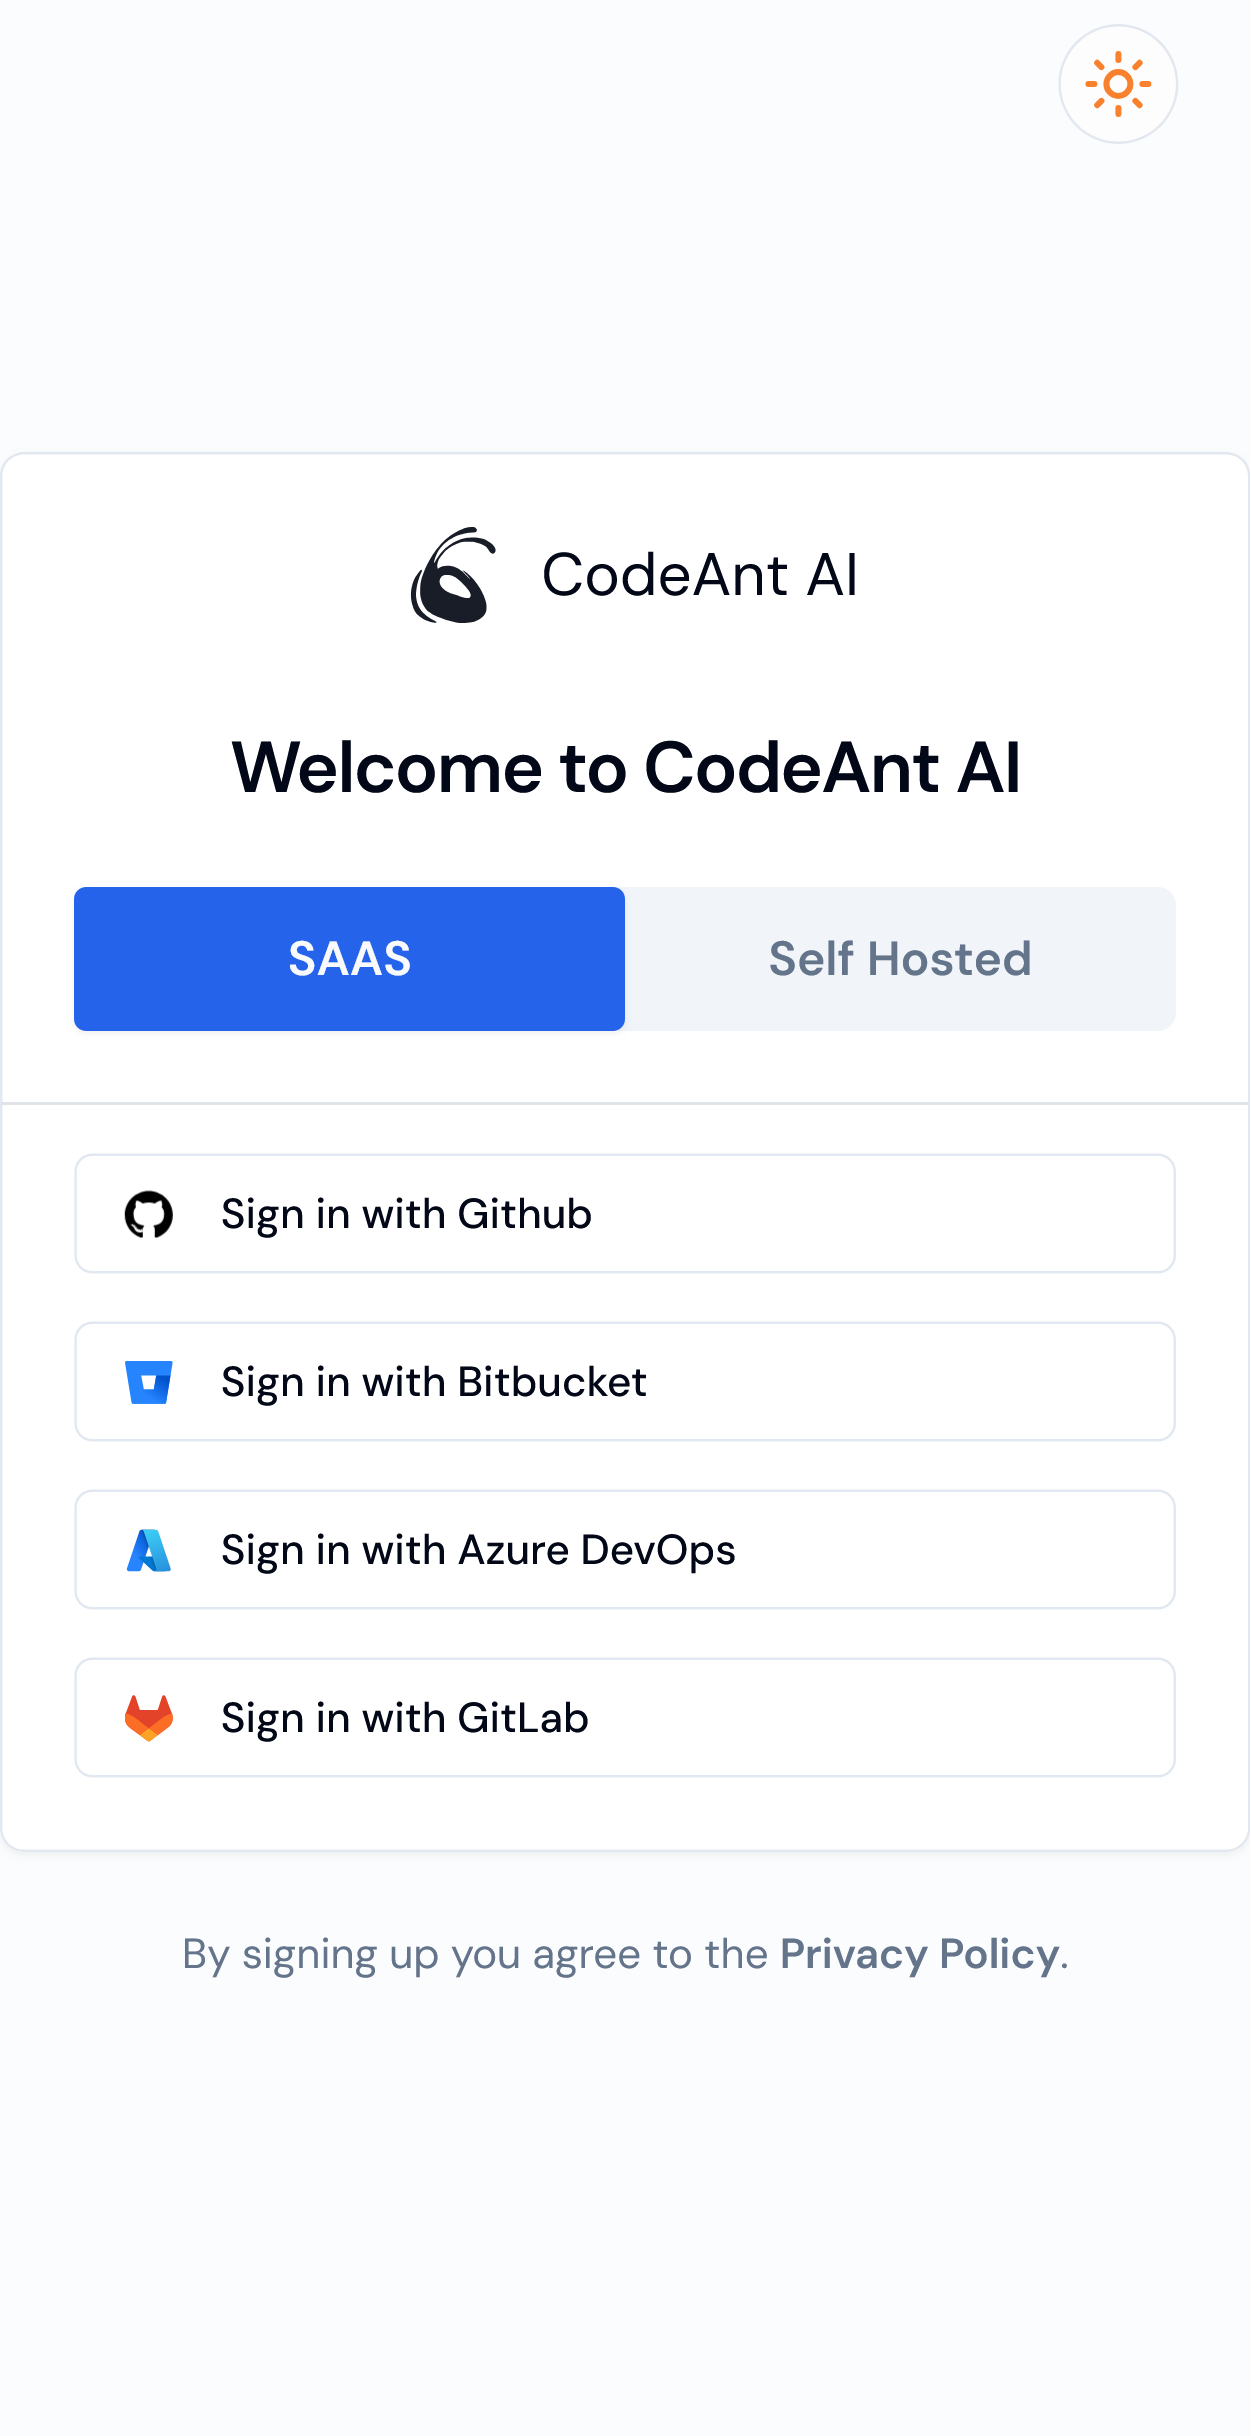 CodeAnt AI
Welcome to CodeAnt AI
SAAS
Self Hosted
Sign in with Github
Sign in with Bitbucket
Sign in with Azure DevOps
Sign in with GitLab
By signing up you agree to the Privacy Policy.